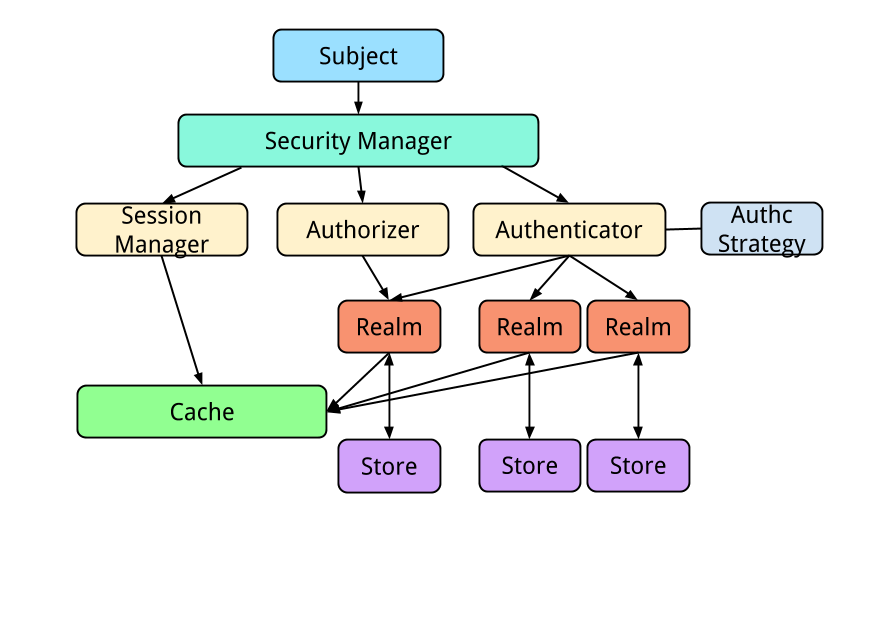 Subject
Security Manager
Session
Manager
Authorizer
Authenticator
Authc
Strategy
Realm
Realm
Realm
Cache
Store
Store
Store